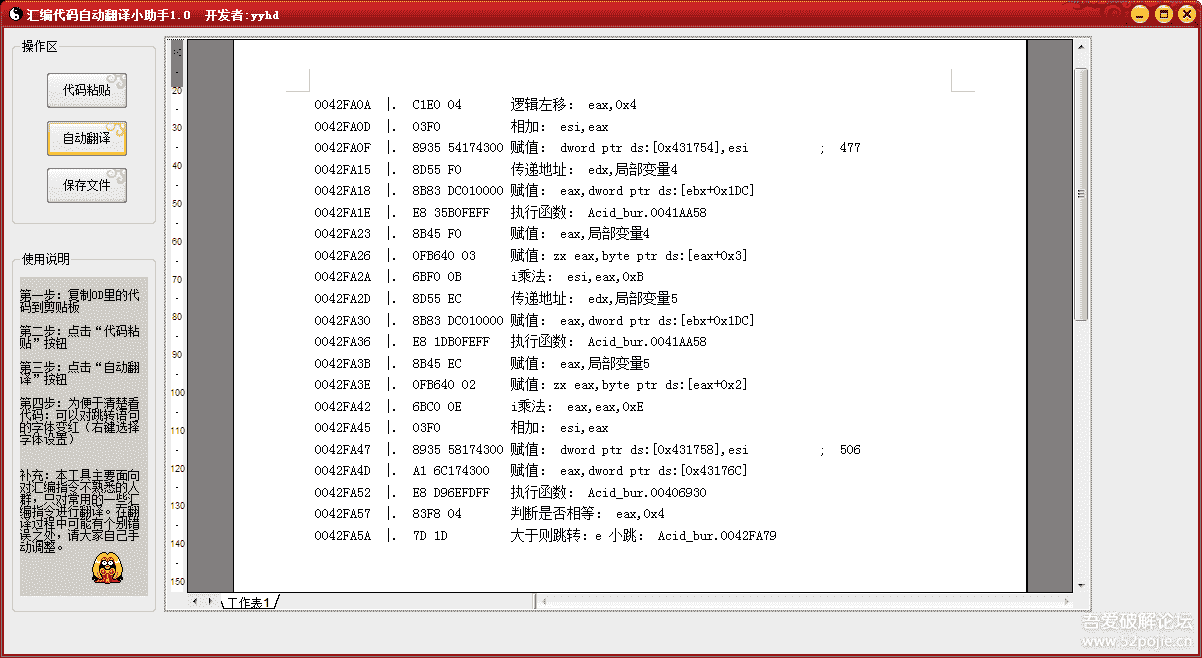 汇编代码自动翻译小助手1.0  开发者:yyhd
操作区
代码粘贴
自动翻译
保存文件
使用说明
第一步：复制OD里的代
码到剪贴板
第二步：点击“代码粘
贴”按钮
第三步：点击“自动翻
译”按钮
第四步：为便于清楚看
代码：可以对跳转语句
的字体变红（右键选择
字体设置）
补充：本工具主要面向
对汇编指令不熟悉的人
群，只对常用的一些汇
编指令进行翻译。在翻
译过程中可能有个别错
误之处，请大家自己手
动调整。
20
30
40
50
60
70
80
90
100
110
120
130
140
150
0042FA0A  |.  C1E0 04       逻辑左移： eax,0x4
0042FA0D  |.  03F0          相加： esi,eax
0042FA0F  |.  8935 54174300 赋值： dword ptr ds:[0x431754],esi          ;  477
0042FA15  |.  8D55 F0       传递地址： edx,局部变量4
0042FA18  |.  8B83 DC010000 赋值： eax,dword ptr ds:[ebx+0x1DC]
0042FA1E  |.  E8 35B0FEFF   执行函数： Acid_bur.0041AA58
0042FA23  |.  8B45 F0       赋值： eax,局部变量4
0042FA26  |.  0FB640 03     赋值：zx eax,byte ptr ds:[eax+0x3]
0042FA2A  |.  6BF0 0B       i乘法： esi,eax,0xB
0042FA2D  |.  8D55 EC       传递地址： edx,局部变量5
0042FA30  |.  8B83 DC010000 赋值： eax,dword ptr ds:[ebx+0x1DC]
0042FA36  |.  E8 1DB0FEFF   执行函数： Acid_bur.0041AA58
0042FA3B  |.  8B45 EC       赋值： eax,局部变量5
0042FA3E  |.  0FB640 02     赋值：zx eax,byte ptr ds:[eax+0x2]
0042FA42  |.  6BC0 0E       i乘法： eax,eax,0xE
0042FA45  |.  03F0          相加： esi,eax
0042FA47  |.  8935 58174300 赋值： dword ptr ds:[0x431758],esi          ;  506
0042FA4D  |.  A1 6C174300   赋值： eax,dword ptr ds:[0x43176C]
0042FA52  |.  E8 D96EFDFF   执行函数： Acid_bur.00406930
0042FA57  |.  83F8 04       判断是否相等： eax,0x4
0042FA5A  |.  7D 1D         大于则跳转：e 小跳： Acid_bur.0042FA79
工作表1
吾爱破解论坛
www.52pojie.cn